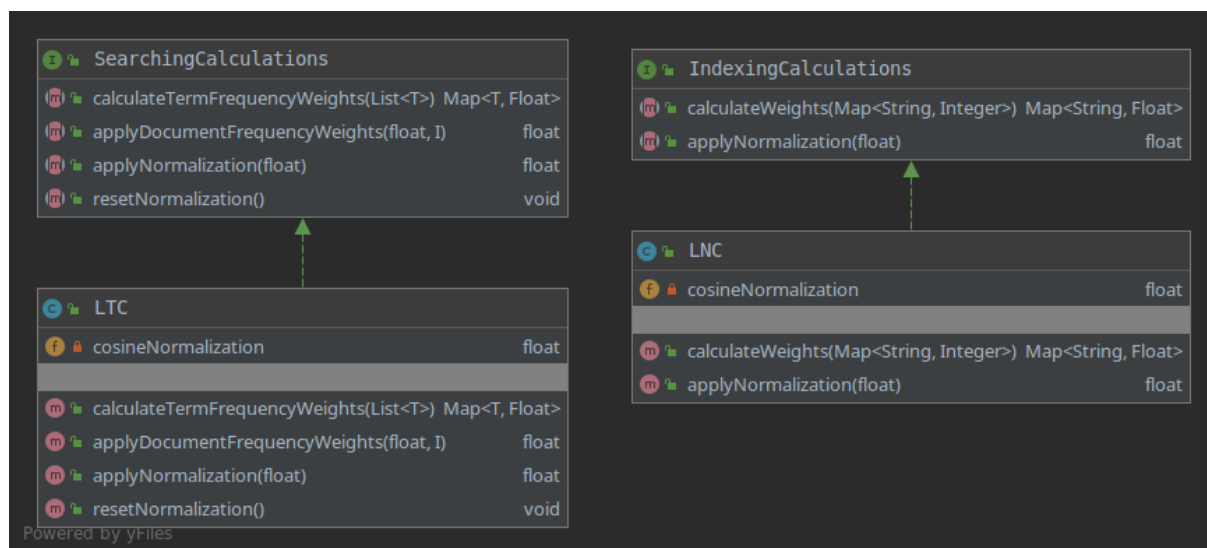 SearchingCalculations
calculateTermFrequencyWeights(List<T>) Map<T, Float>
applyDocumentFrequencyWeights(float, I) float
applyNormalization(float) float
resetNormalization() void
LTC
cosineNormalization float
calculateTermFrequencyWeights(List<T>) Map<T, Float>
applyDocumentFrequencyWeights(float, I) float
applyNormalization(float) float
resetNormalization() void
IndexingCalculations
calculateWeights(Map<String, Integer>) Map<String, Float>
applyNormalization(float) float
LNC
cosineNormalization float
calculateWeights(Map<String, Integer>) Map<String, Float>
applyNormalization(float) float
Powered by yFiles